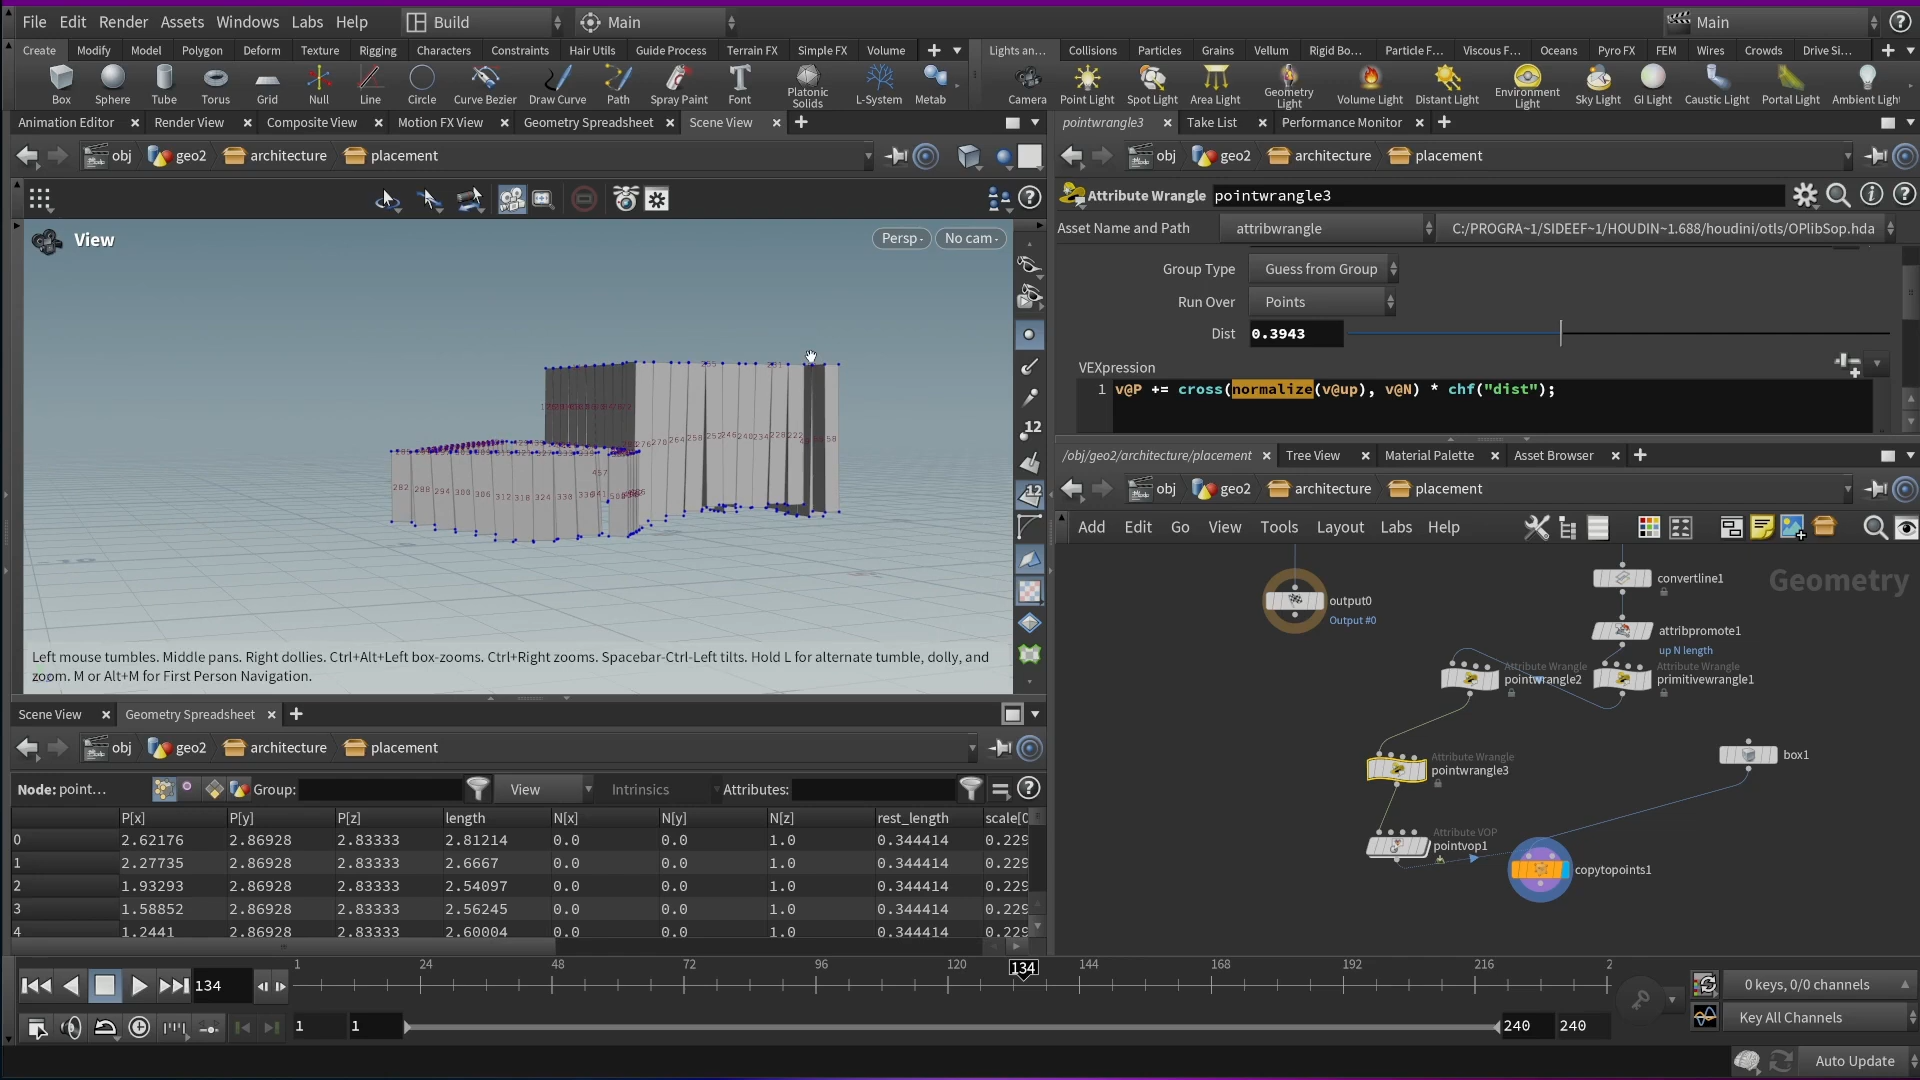 File Edit Render Assets Windows Labs Help Build Main Main
Create Modify Model Polygon Deform Texture Rigging Characters Constraints Hair Utils Guide Process Terrain FX Simple FX Volume Lights an... Collisions Particles Grains Vellum Rigid Bo... Particle F... Viscous F... Oceans Pyro FX FEM Wires Crowds Drive Si...
Box Sphere Tube Torus Grid Null Line Circle Curve Bezier Draw Curve Path Spray Paint Font Platonic Solids L-System Metab Camera Point Light Spot Light Area Light Geometry Light Volume Light Distant Light Environment Light Sky Light GI Light Caustic Light Portal Light Ambient Light
Animation Editor Render View Composite View Motion FX View Geometry Spreadsheet Scene View
obj geo2 architecture placement
View
Persp No cam
Left mouse tumbles. Middle pans. Right dollies. Ctrl+Alt+Left box-zooms. Ctrl+Right zooms. Spacebar-Ctrl-Left tilts. Hold L for alternate tumble, dolly, and
zoom. M or Alt+M for First Person Navigation.
pointwrangle3 Take List Performance Monitor
obj geo2 architecture placement
Attribute Wrangle pointwrangle3
Asset Name and Path attribwrangle C:/PROGRA~1/SIDEEF~1/HOUDIN~1.688/houdini/otls/OPlibSop.hda
Group Type Guess from Group
Run Over Points
Dist 0.3943
VEXpression
1 v@P += cross(normalize(v@up), v@N) * chf("dist");
/obj/geo2/architecture/placement Tree View Material Palette Asset Browser
obj geo2 architecture placement
Add Edit Go View Tools Layout Labs Help
Geometry
convertline1
output0
Output #0
attribpromote1
up N length
Attribute Wrangle
pointwrangle2
Attribute Wrangle
primitivewrangle1
box1
Attribute Wrangle
pointwrangle3
Attribute VOP
pointvop1
copytopoints1
Scene View Geometry Spreadsheet
obj geo2 architecture placement
Node: point... Group: View Intrinsics Attributes:
P[x] P[y] P[z] length N[x] N[y] N[z] rest_length scale[0
0 2.62176 2.86928 2.83333 2.81214 0.0 0.0 1.0 0.344414 0.229
1 2.27735 2.86928 2.83333 2.6667 0.0 0.0 1.0 0.344414 0.229
2 1.93293 2.86928 2.83333 2.54097 0.0 0.0 1.0 0.344414 0.229
3 1.58852 2.86928 2.83333 2.56245 0.0 0.0 1.0 0.344414 0.229
4 1.2441 2.86928 2.83333 2.60004 0.0 0.0 1.0 0.344414 0.229
134 1 24 48 72 96 120 134 144 168 192 216 2
0 keys, 0/0 channels
1 1 240 240 Key All Channels
Auto Update